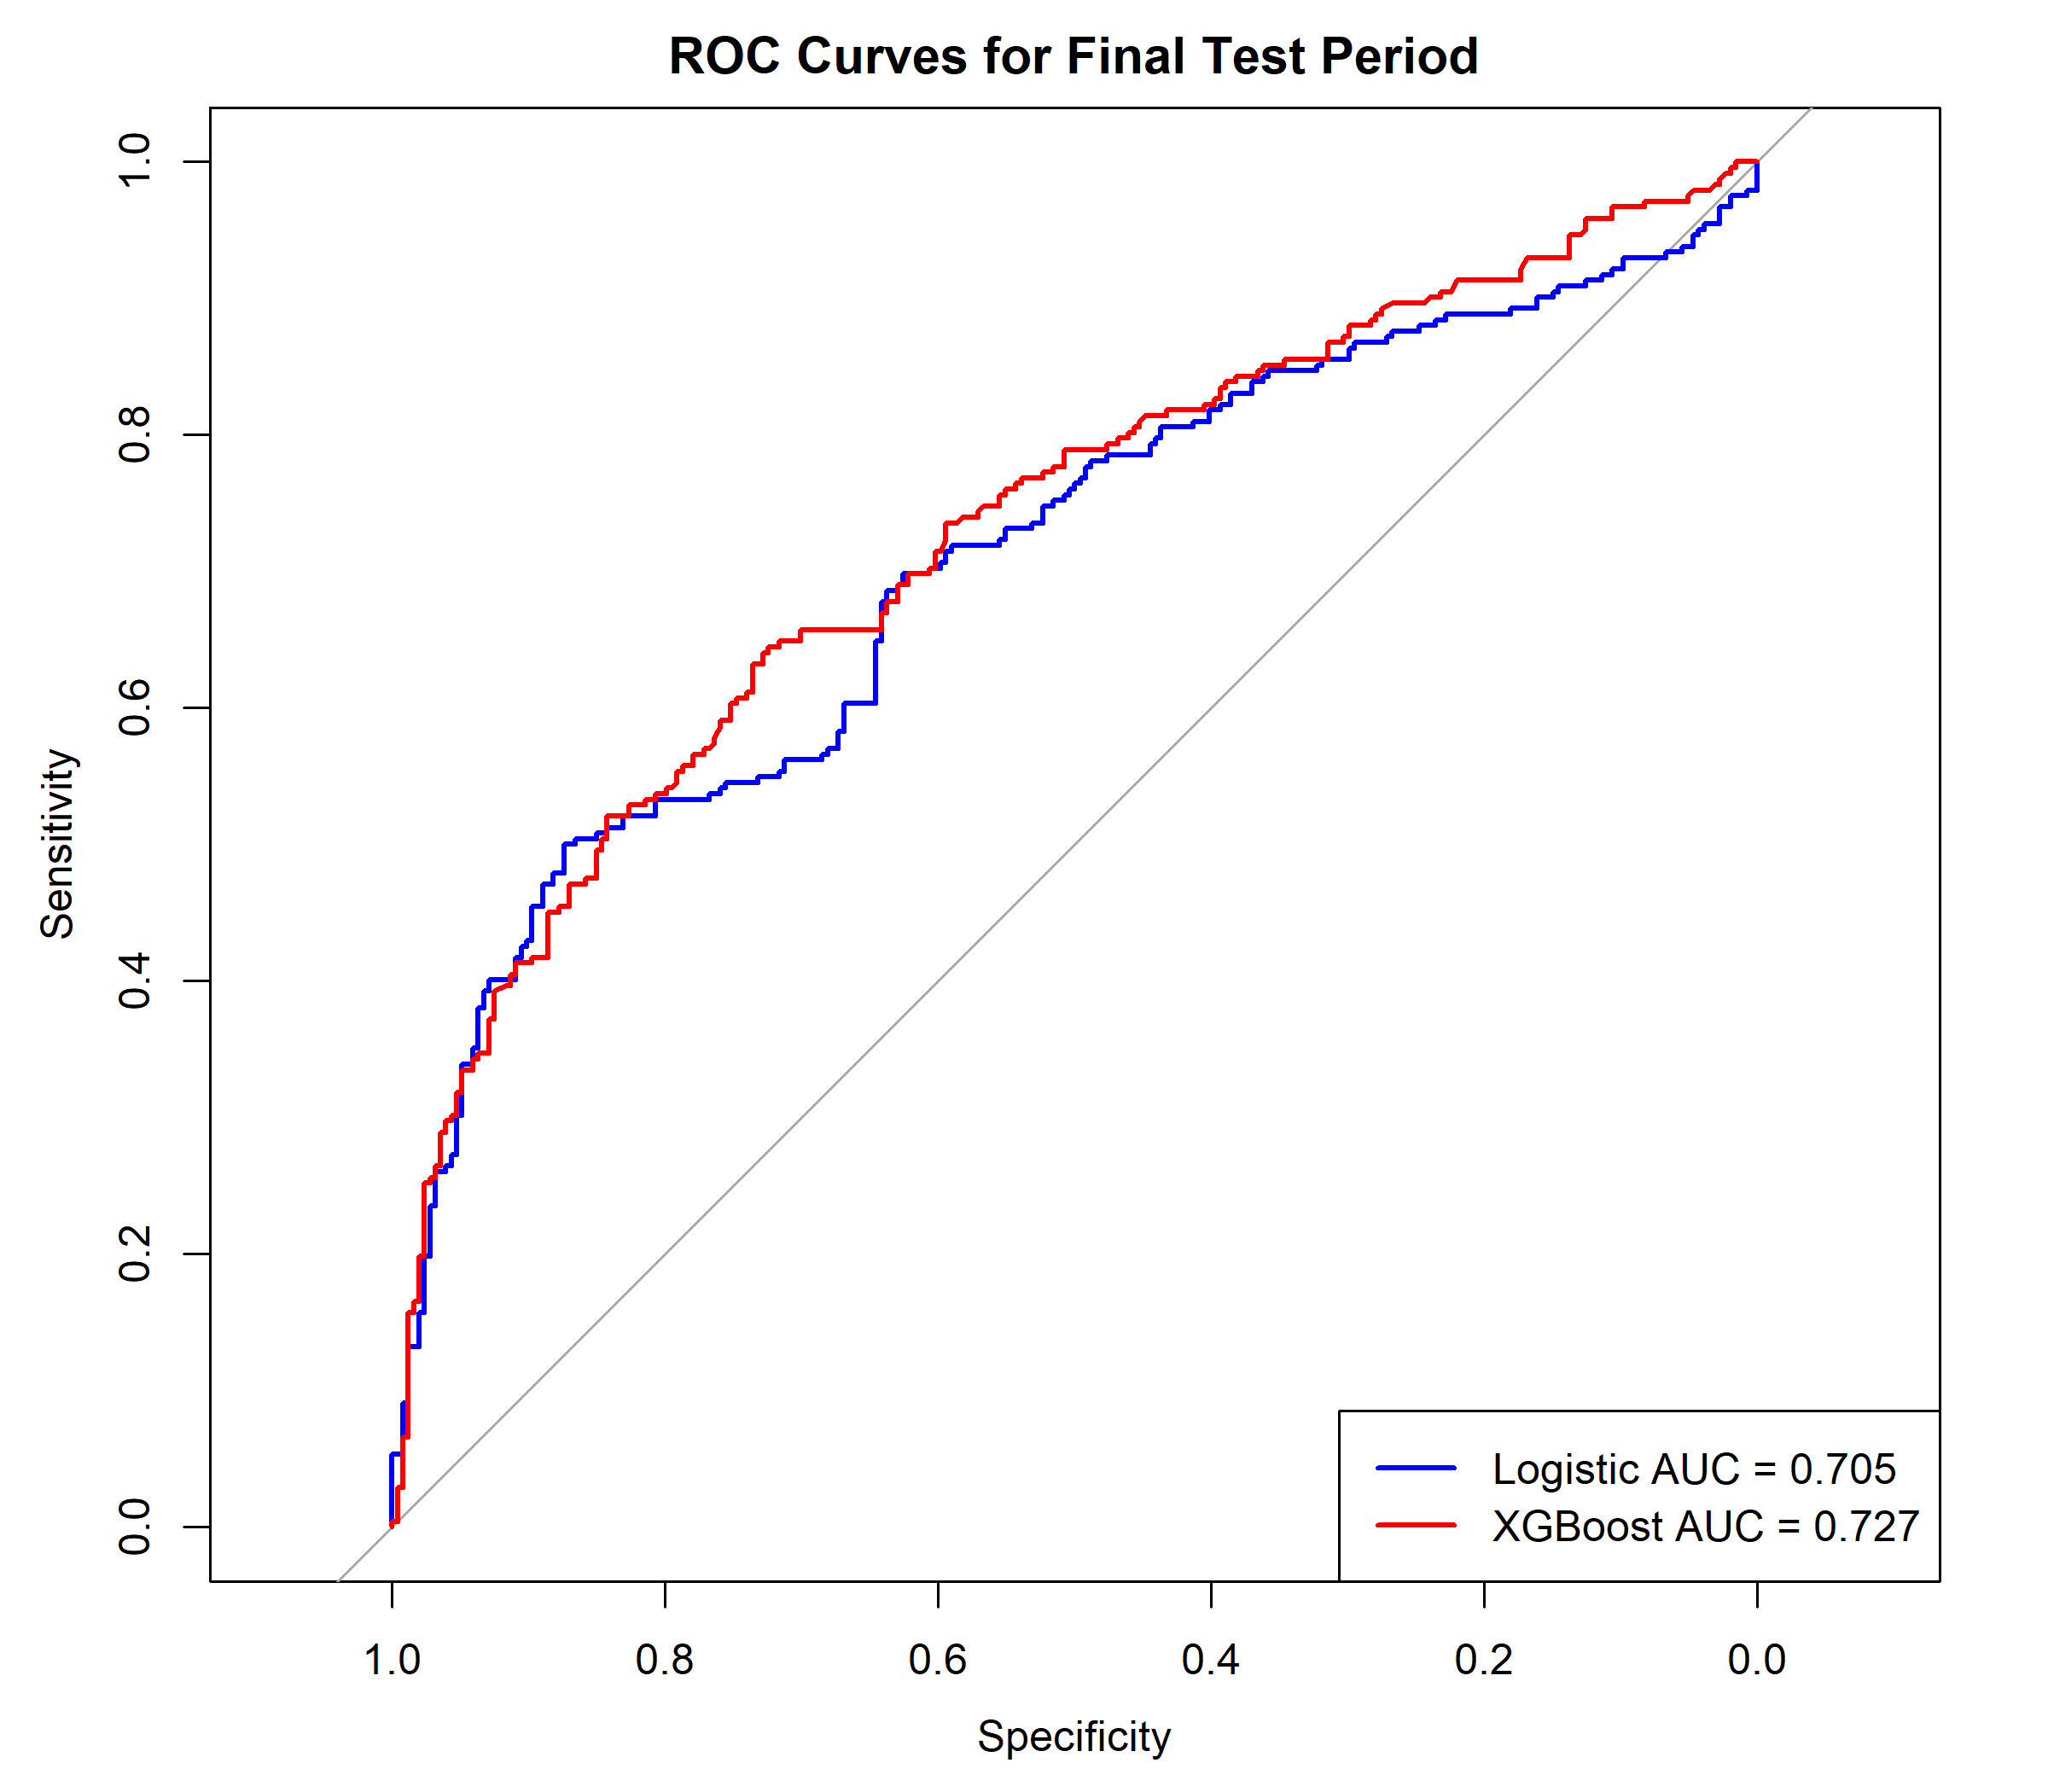 ROC Curves for Final Test Period
1.0
0.8
0.6
0.4
0.2
0.0
Sensitivity
Logistic AUC = 0.705
XGBoost AUC = 0.727
1.0 0.8 0.6 0.4 0.2 0.0
Specificity